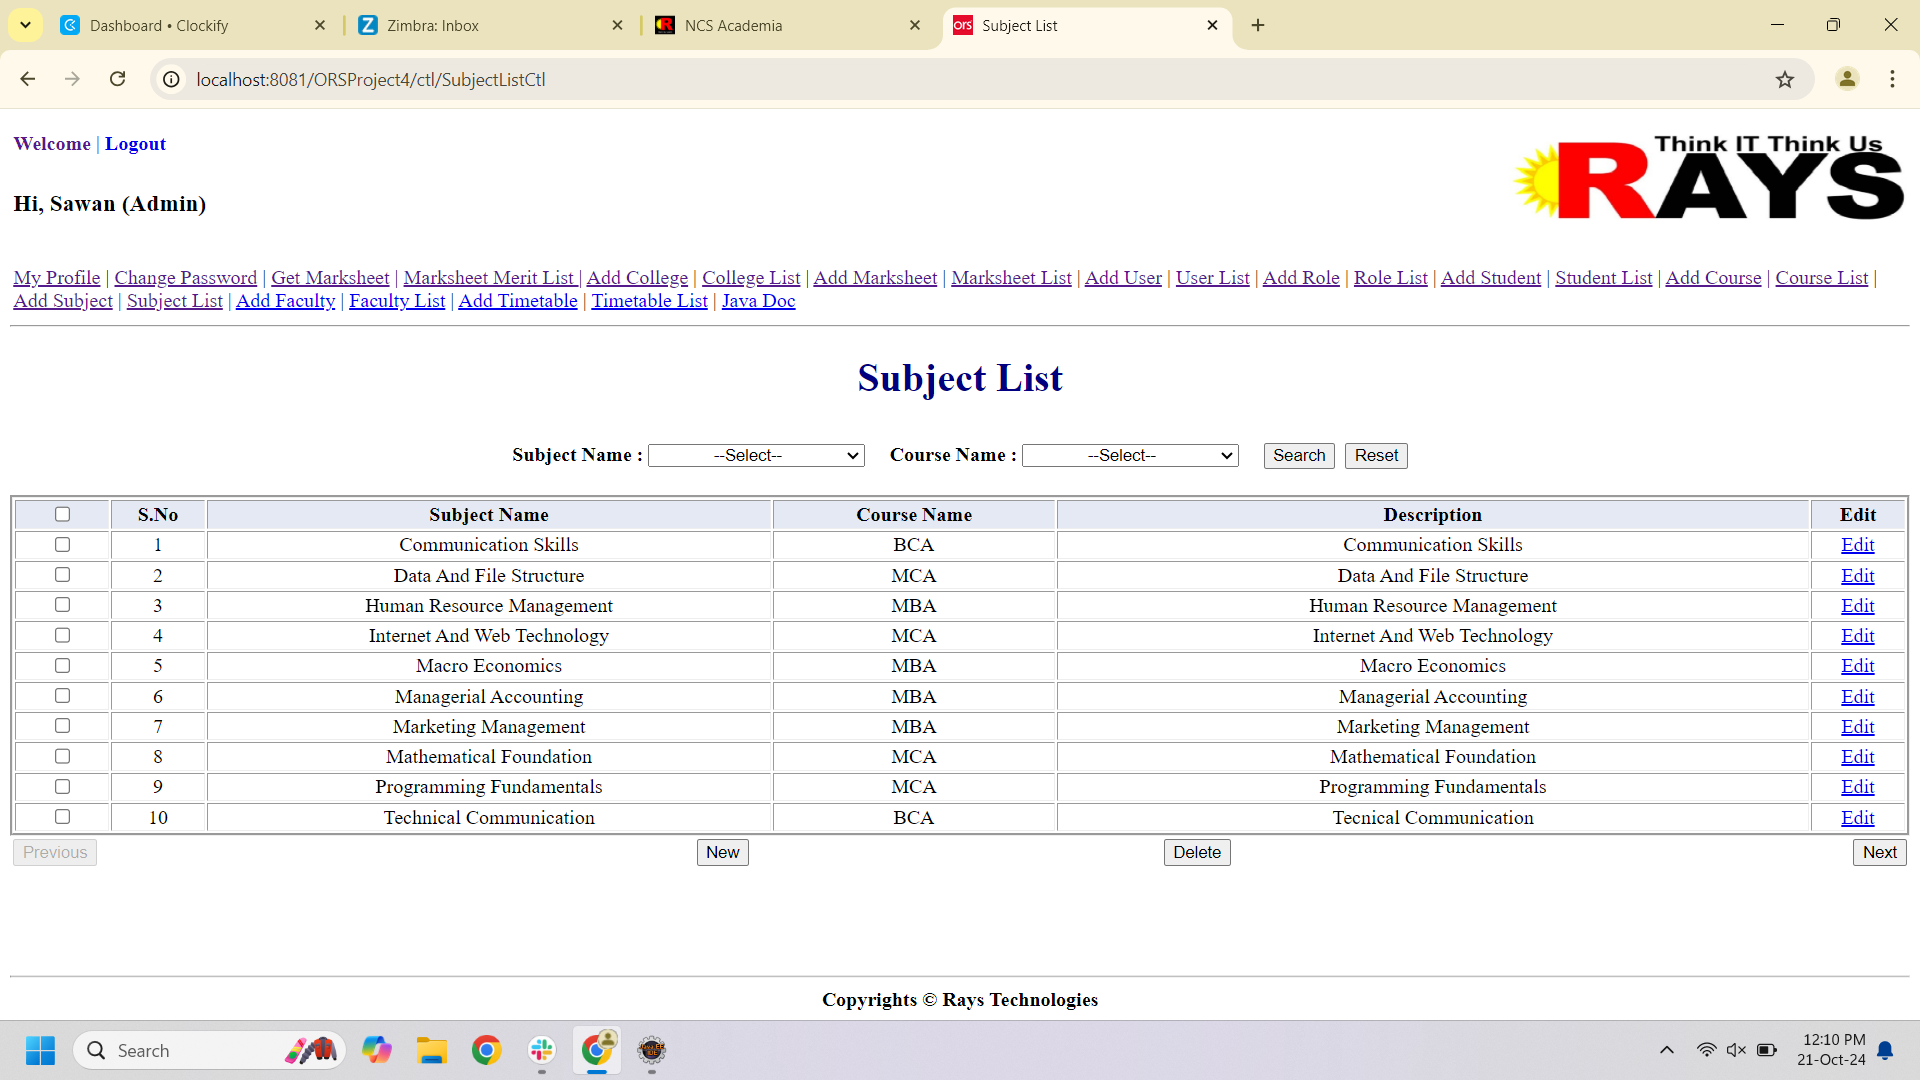 Dashboard • Clockify
Zimbra: Inbox
NCS Academia
ors Subject List
localhost:8081/ORSProject4/ctl/SubjectListCtl
Welcome | Logout
Think IT Think Us
RAYS
Hi, Sawan (Admin)
My Profile | Change Password | Get Marksheet | Marksheet Merit List | Add College | College List | Add Marksheet | Marksheet List | Add User | User List | Add Role | Role List | Add Student | Student List | Add Course | Course List |
Add Subject | Subject List | Add Faculty | Faculty List | Add Timetable | Timetable List | Java Doc
Subject List
Subject Name : --Select-- Course Name : --Select-- Search Reset
S.No Subject Name Course Name Description Edit
1 Communication Skills BCA Communication Skills Edit
2 Data And File Structure MCA Data And File Structure Edit
3 Human Resource Management MBA Human Resource Management Edit
4 Internet And Web Technology MCA Internet And Web Technology Edit
5 Macro Economics MBA Macro Economics Edit
6 Managerial Accounting MBA Managerial Accounting Edit
7 Marketing Management MBA Marketing Management Edit
8 Mathematical Foundation MCA Mathematical Foundation Edit
9 Programming Fundamentals MCA Programming Fundamentals Edit
10 Technical Communication BCA Tecnical Communication Edit
Previous New Delete Next
Copyrights © Rays Technologies
Search
12:10 PM
21-Oct-24